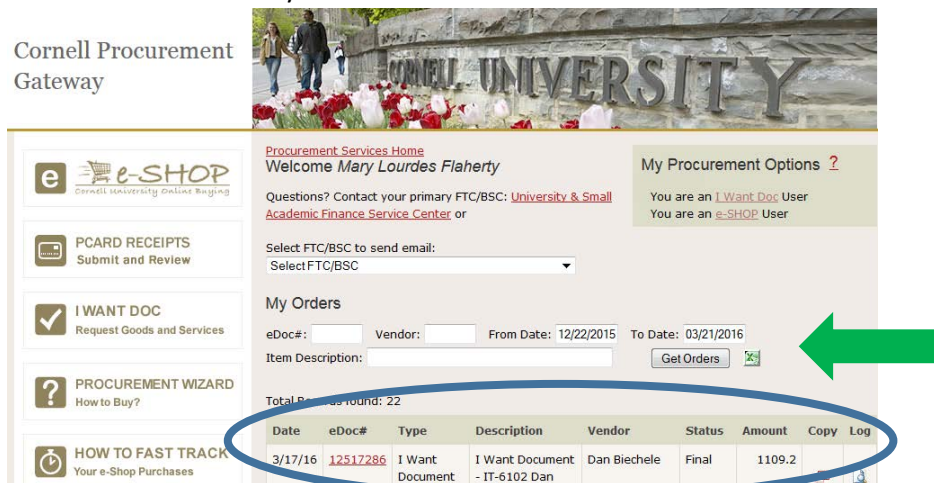 Cornell Procurement
Gateway
CORNELL UNIVERSITY
e e-SHOP
Cornell University Online Buying
PCARD RECEIPTS
Submit and Review
I WANT DOC
Request Goods and Services
? PROCUREMENT WIZARD
How to Buy?
HOW TO FAST TRACK
Your e-Shop Purchases
Procurement Services Home
Welcome Mary Lourdes Flaherty
Questions? Contact your primary FTC/BSC: University & Small
Academic Finance Service Center or
Select FTC/BSC to send email:
Select FTC/BSC
My Procurement Options ?
You are an I Want Doc User
You are an e-SHOP User
My Orders
eDoc#: Vendor: From Date: 12/22/2015 To Date: 03/21/2016
Item Description: Get Orders
Total Records found: 22
Date eDoc# Type Description Vendor Status Amount Copy Log
3/17/16 12517286 I Want I Want Document Dan Biechele Final 1109.2
Document - IT-6102 Dan